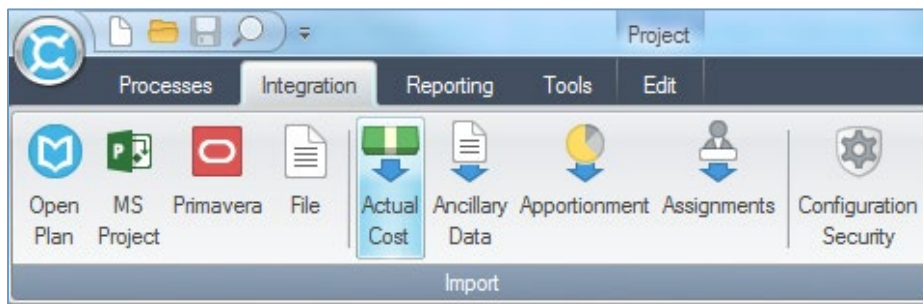 Project
Processes Integration Reporting Tools Edit
Open Plan MS Project Primavera File Actual Cost Ancillary Data Apportionment Assignments Configuration Security
Import